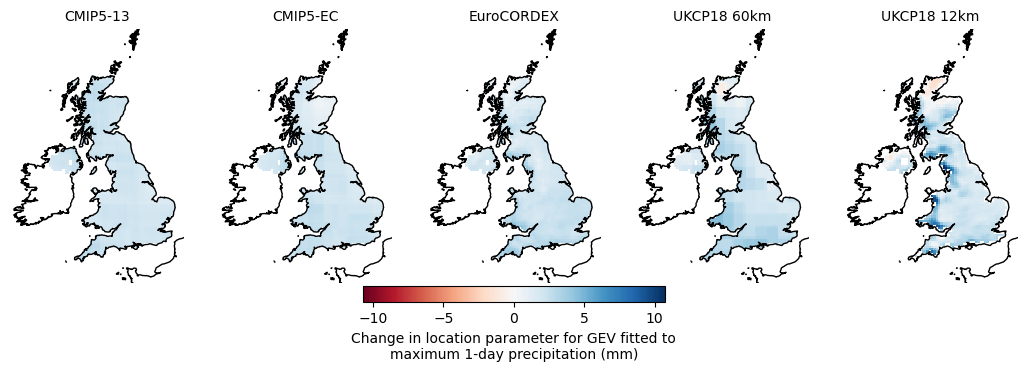 CMIP5-13 CMIP5-EC EuroCORDEX UKCP18 60km UKCP18 12km
−10 −5 0 5 10
Change in location parameter for GEV fitted to
maximum 1-day precipitation (mm)